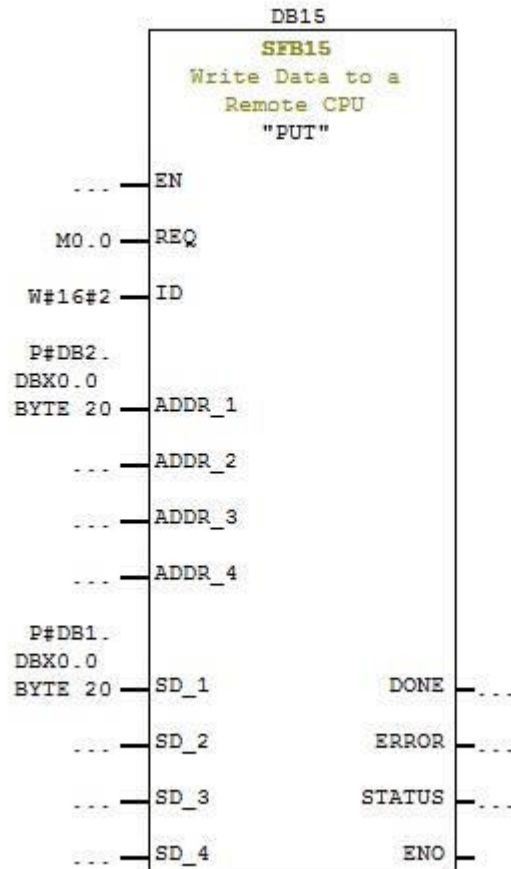 DB15
SFB15
Write Data to a
Remote CPU
"PUT"
... EN
M0.0 REQ
W#16#2 ID
P#DB2.
DBX0.0
BYTE 20 ADDR_1
... ADDR_2
... ADDR_3
... ADDR_4
P#DB1.
DBX0.0
BYTE 20 SD_1 DONE ...
... SD_2 ERROR ...
... SD_3 STATUS ...
... SD_4 ENO